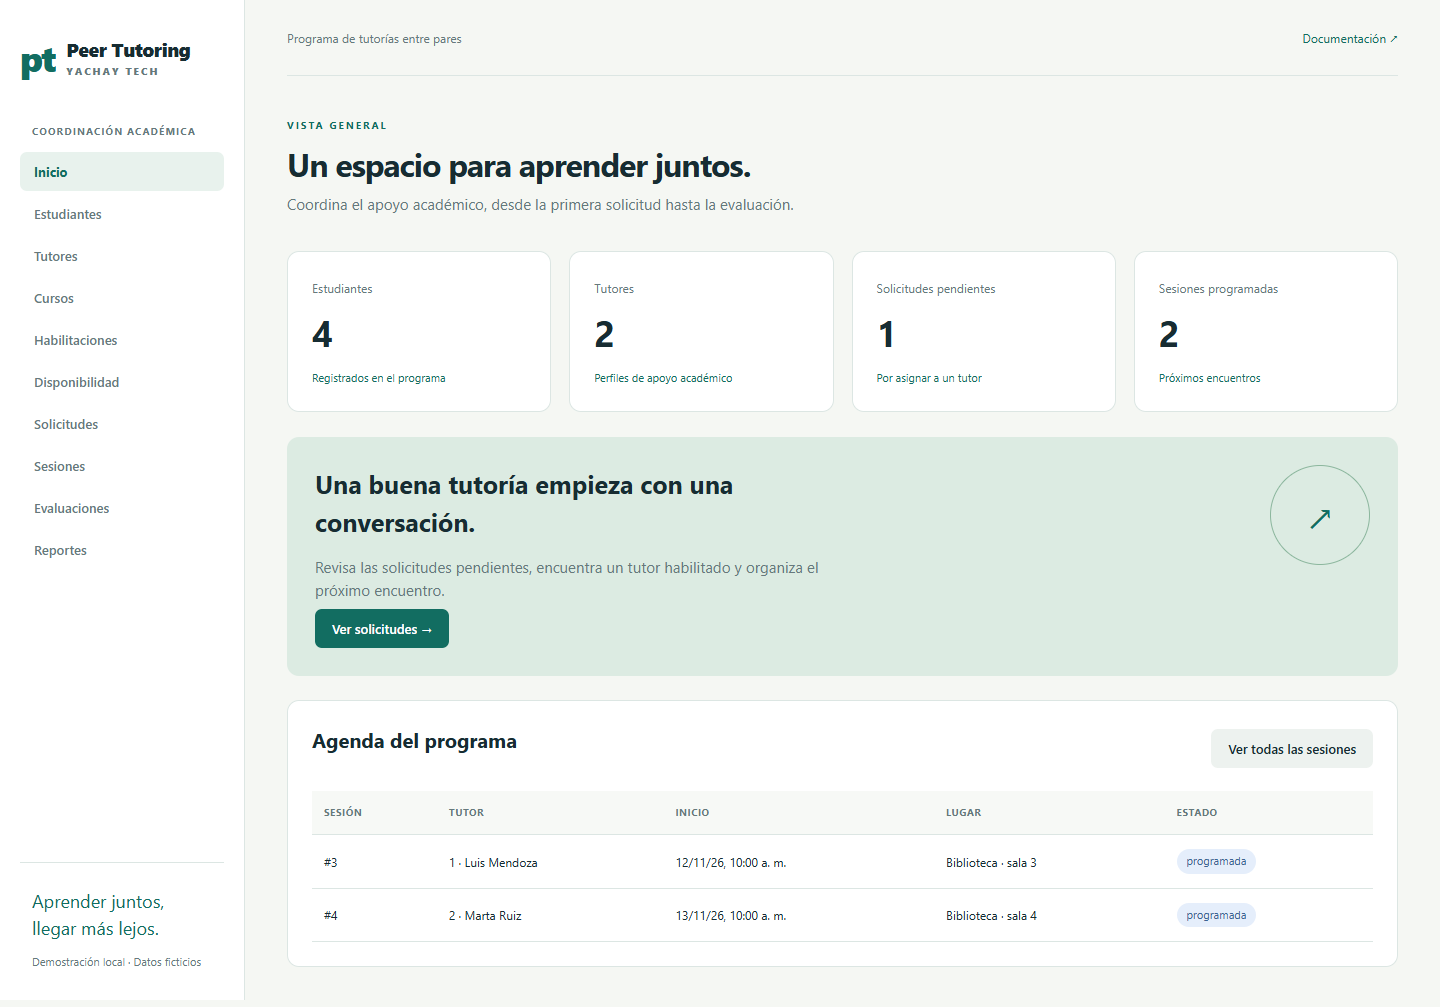 pt
Peer Tutoring
YACHAY TECH
COORDINACIÓN ACADÉMICA
Inicio
Estudiantes
Tutores
Cursos
Habilitaciones
Disponibilidad
Solicitudes
Sesiones
Evaluaciones
Reportes
Aprender juntos,
llegar más lejos.
Demostración local · Datos ficticios
Programa de tutorías entre pares
Documentación ↗
VISTA GENERAL
Un espacio para aprender juntos.
Coordina el apoyo académico, desde la primera solicitud hasta la evaluación.
Estudiantes
4
Registrados en el programa
Tutores
2
Perfiles de apoyo académico
Solicitudes pendientes
1
Por asignar a un tutor
Sesiones programadas
2
Próximos encuentros
Una buena tutoría empieza con una
conversación.
Revisa las solicitudes pendientes, encuentra un tutor habilitado y organiza el
próximo encuentro.
Ver solicitudes →
↗
Agenda del programa
Ver todas las sesiones
SESIÓN TUTOR INICIO LUGAR ESTADO
#3 1 · Luis Mendoza 12/11/26, 10:00 a. m. Biblioteca · sala 3 programada
#4 2 · Marta Ruiz 13/11/26, 10:00 a. m. Biblioteca · sala 4 programada